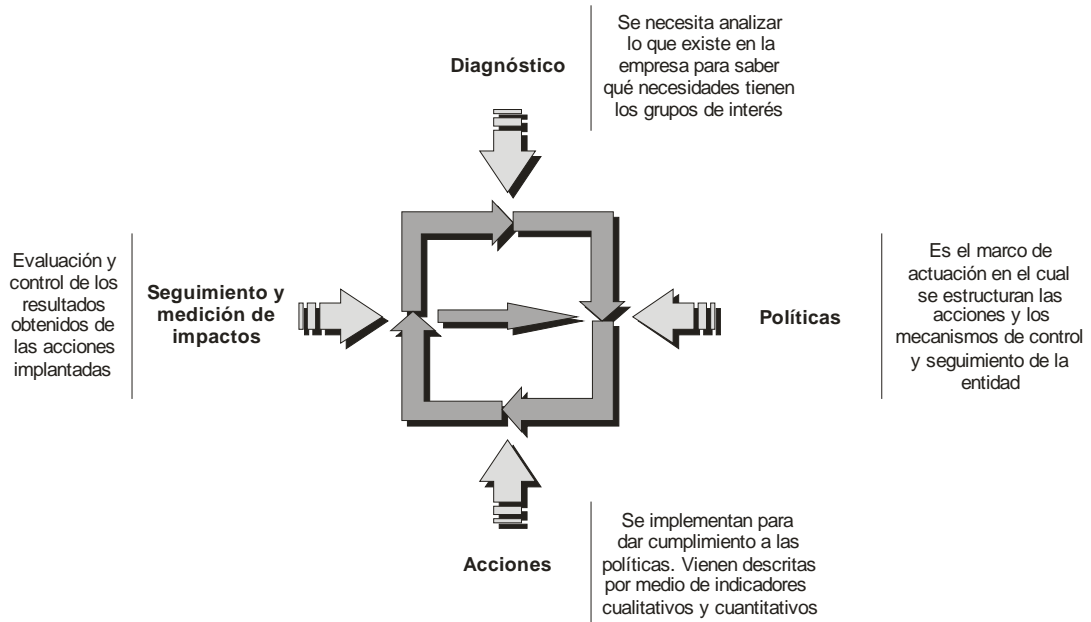 Diagnóstico
Se necesita analizar
lo que existe en la
empresa para saber
qué necesidades tienen
los grupos de interés
Evaluación y
control de los
resultados
obtenidos de
las acciones
implantadas
Seguimiento y
medición de
impactos
Políticas
Es el marco de
actuación en el cual
se estructuran las
acciones y los
mecanismos de control
y seguimiento de la
entidad
Acciones
Se implementan para
dar cumplimiento a las
políticas. Vienen descritas
por medio de indicadores
cualitativos y cuantitativos